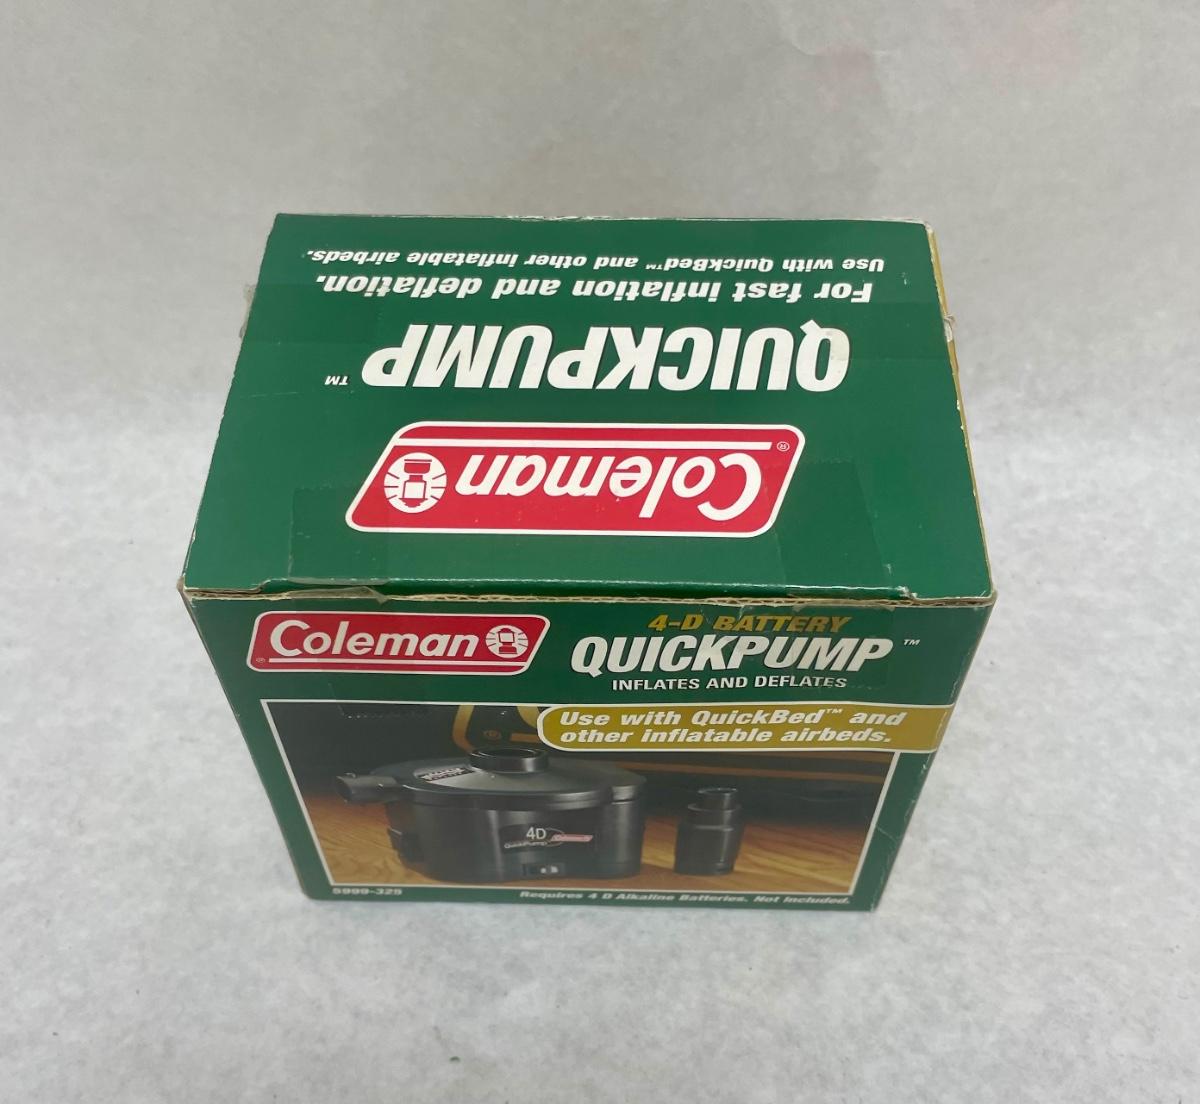 Coleman®
QUICKPUMP™
For fast inflation and deflation.
Use with QuickBed™ and other inflatable airbeds.
Coleman®
4-D BATTERY
QUICKPUMP™
INFLATES AND DEFLATES
Use with QuickBed™ and
other inflatable airbeds.
4D
QuickPump
Coleman
5999-325
Requires 4 D Alkaline Batteries. Not Included.